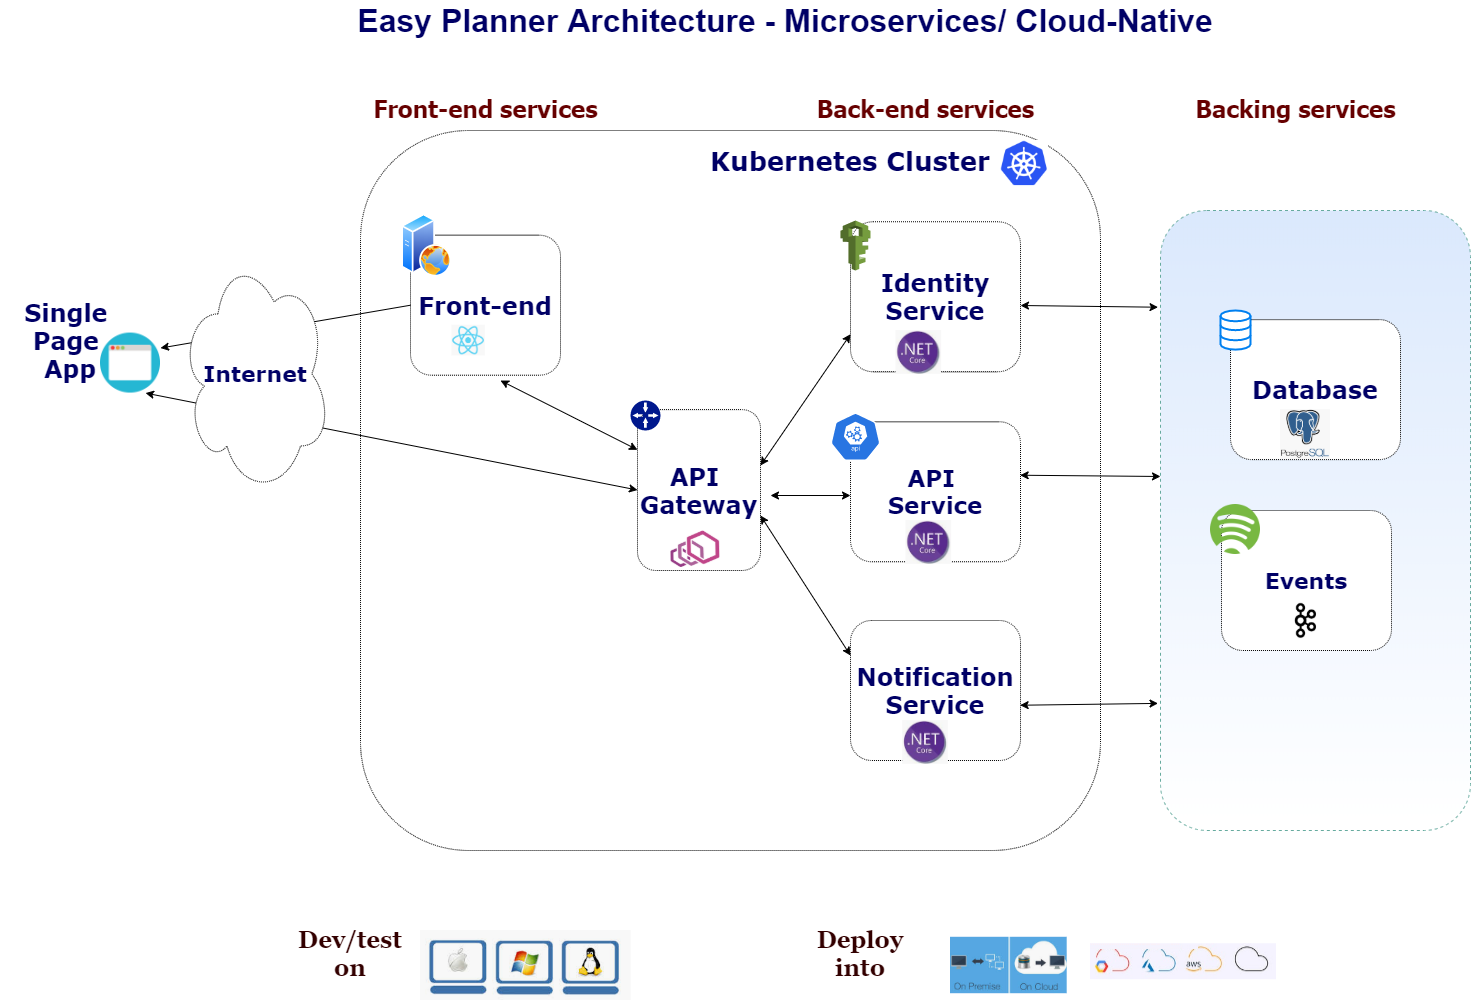 Easy Planner Architecture - Microservices/ Cloud-Native
Front-end services
Back-end services
Backing services
Kubernetes Cluster
Single
Page
App
Internet
Front-end
API
Gateway
Identity
Service
.NET
Core
api
API
Service
.NET
Core
Notification
Service
.NET
Core
Database
PostgreSQL
Events
Dev/test
on
Deploy
into
On Premise
On Cloud
aws